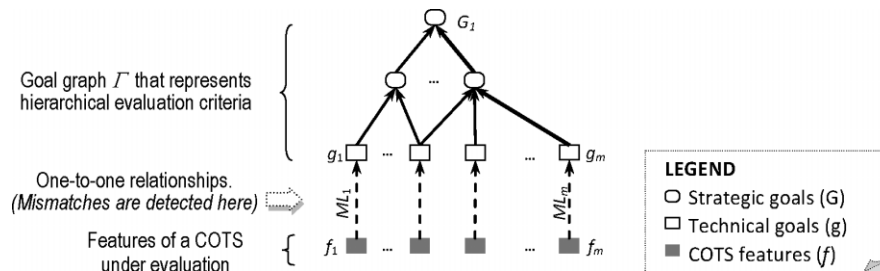 G1
Goal graph Γ that represents
hierarchical evaluation criteria
...
g1 ... ... gm
One-to-one relationships.
(Mismatches are detected here)
ML1
MLm
Features of a COTS
under evaluation
f1 ... ... fm
LEGEND
Strategic goals (G)
Technical goals (g)
COTS features (f)